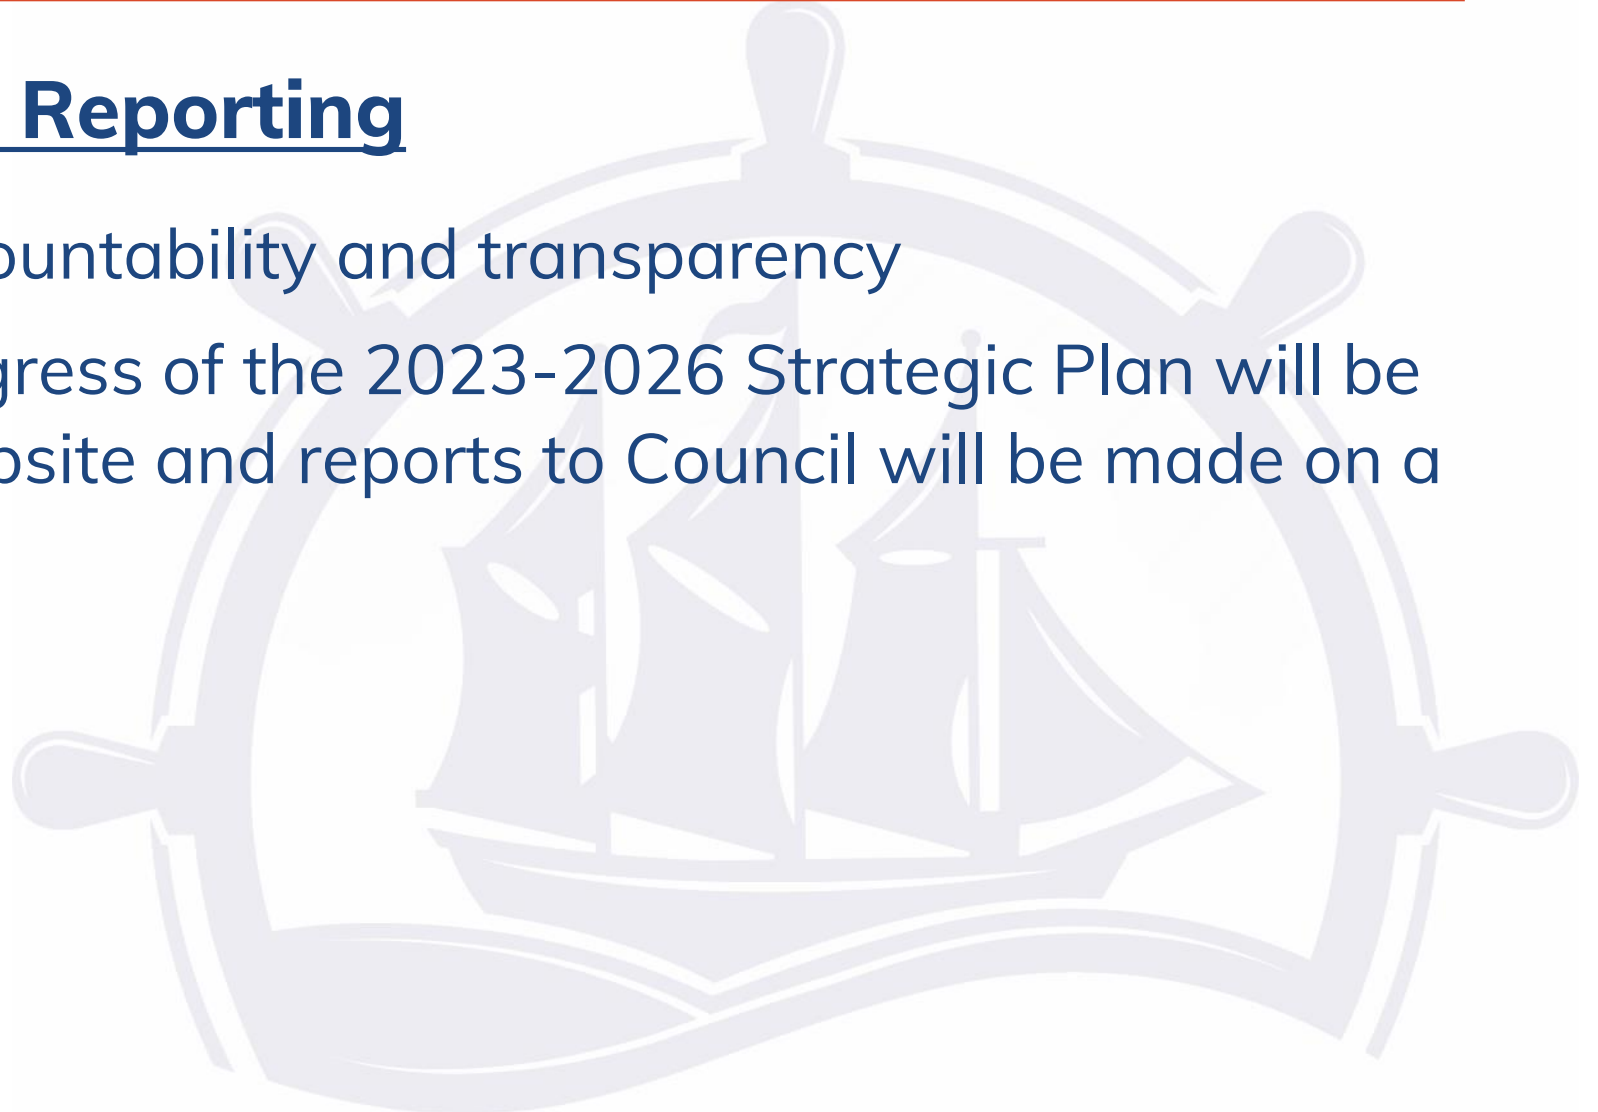 Reporting
ountability and transparency
gress of the 2023-2026 Strategic Plan will be
bsite and reports to Council will be made on a